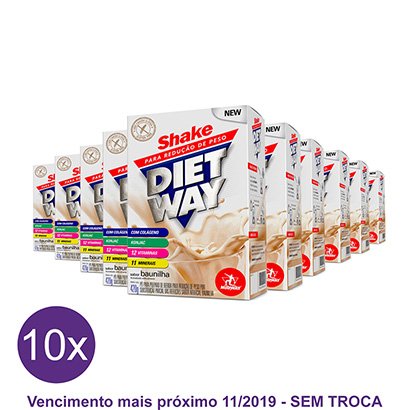 NEW
Shake
PARA REDUÇÃO DE PESO
DIET
WAY
COM COLÁGENO
KONJAC
12 VITAMINAS
11 MINERAIS
sabor
baunilha
10x
Vencimento mais próximo 11/2019 - SEM TROCA